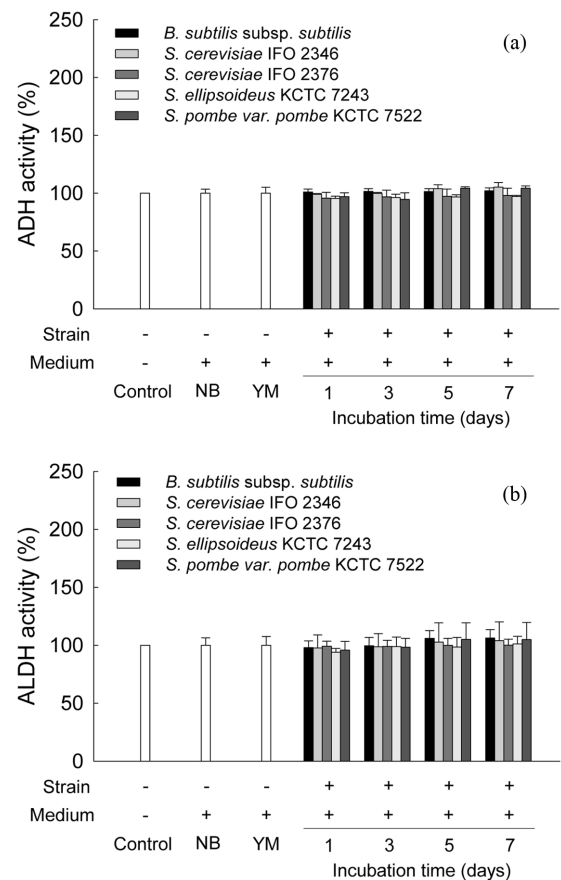 (a)
B. subtilis subsp. subtilis
S. cerevisiae IFO 2346
S. cerevisiae IFO 2376
S. ellipsoideus KCTC 7243
S. pombe var. pombe KCTC 7522
ADH activity (%)
250
200
150
100
50
0
Strain - - - + + + +
Medium - + + + + + +
Control NB YM 1 3 5 7
Incubation time (days)
(b)
B. subtilis subsp. subtilis
S. cerevisiae IFO 2346
S. cerevisiae IFO 2376
S. ellipsoideus KCTC 7243
S. pombe var. pombe KCTC 7522
ALDH activity (%)
250
200
150
100
50
0
Strain - - - + + + +
Medium - + + + + + +
Control NB YM 1 3 5 7
Incubation time (days)